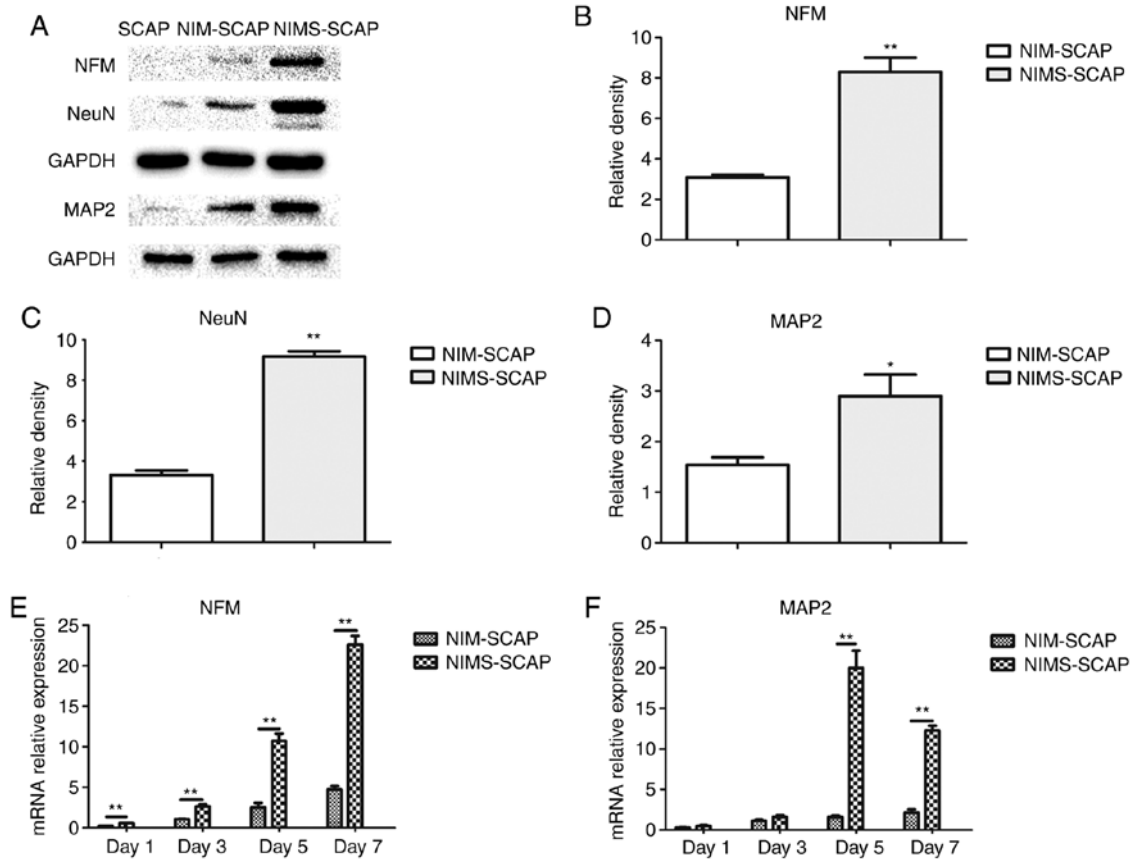 A
SCAP NIM-SCAP NIMS-SCAP
NFM
NeuN
GAPDH
MAP2
GAPDH
B
NFM
Relative density
10
8
6
4
2
0
**
NIM-SCAP
NIMS-SCAP
C
NeuN
Relative density
10
8
6
4
2
0
**
NIM-SCAP
NIMS-SCAP
D
MAP2
Relative density
4
3
2
1
0
*
NIM-SCAP
NIMS-SCAP
E
NFM
mRNA relative expression
25
20
15
10
5
0
**
**
**
**
Day 1 Day 3 Day 5 Day 7
NIM-SCAP
NIMS-SCAP
F
MAP2
mRNA relative expression
25
20
15
10
5
0
**
**
Day 1 Day 3 Day 5 Day 7
NIM-SCAP
NIMS-SCAP